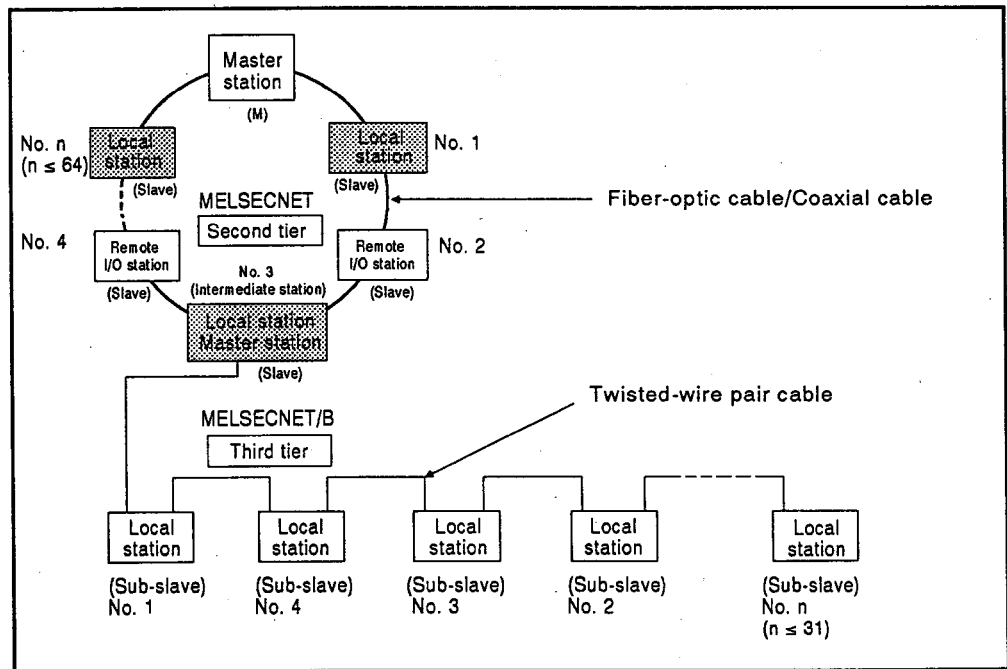 Master
station
(M)
No. n
(n ≤ 64)
Local
station
(Slave)
Local
station
(Slave)
No. 1
MELSECNET
Second tier
Fiber-optic cable/Coaxial cable
No. 4
Remote
I/O station
(Slave)
Remote
I/O station
(Slave)
No. 2
No. 3
(Intermediate station)
Local station
Master station
(Slave)
Twisted-wire pair cable
MELSECNET/B
Third tier
Local
station
(Sub-slave)
No. 1
Local
station
(Sub-slave)
No. 4
Local
station
(Sub-slave)
No. 3
Local
station
(Sub-slave)
No. 2
Local
station
(Sub-slave)
No. n
(n ≤ 31)